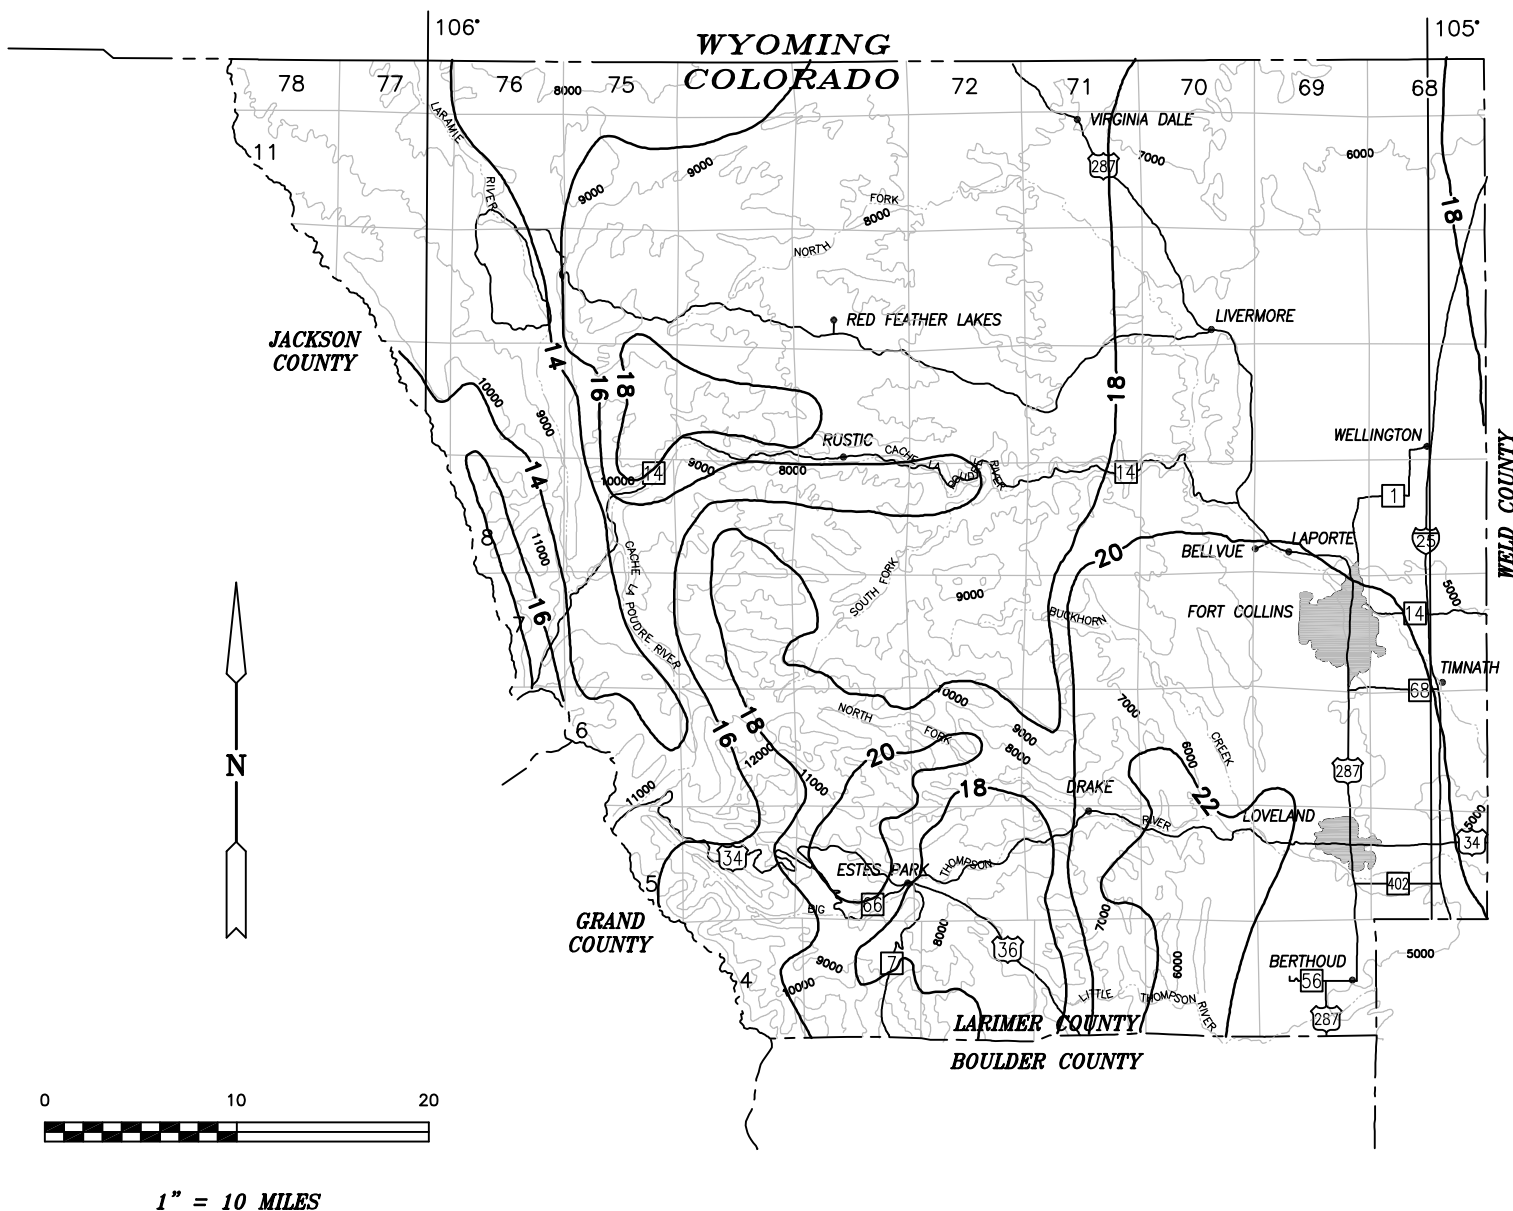 106°
105°
WYOMING
COLORADO
78
77
76
75
72
71
70
69
68
8000
LARAMIE
VIRGINIA DALE
11
9000
7000
6000
287
RIVER
9000
FORK
8000
18
NORTH
RED FEATHER LAKES
LIVERMORE
JACKSON
COUNTY
14
16
18
18
10000
9000
RUSTIC
CACHE LA
POUDRE
RIVER
WELLINGTON
WELD COUNTY
14
10000
14
9000
8000
14
1
8
11000
CACHE LA POUDRE RIVER
20
BELLVUE
LAPORTE
25
SOUTH FORK
9000
5000
16
7
BUCKHORN
FORT COLLINS
14
TIMNATH
68
6
10000
7000
NORTH
FORK
9000
8000
16
18
12000
20
6000
CREEK
N
287
11000
11000
18
DRAKE
22
LOVELAND
RIVER
5000
34
34
ESTES PARK
THOMPSON
5
66
BIG
402
GRAND
COUNTY
8000
7000
36
4
9000
10000
7
6000
5000
BERTHOUD
56
LITTLE
THOMPSON
RIVER
287
LARIMER COUNTY
BOULDER COUNTY
0
10
20
1" = 10 MILES